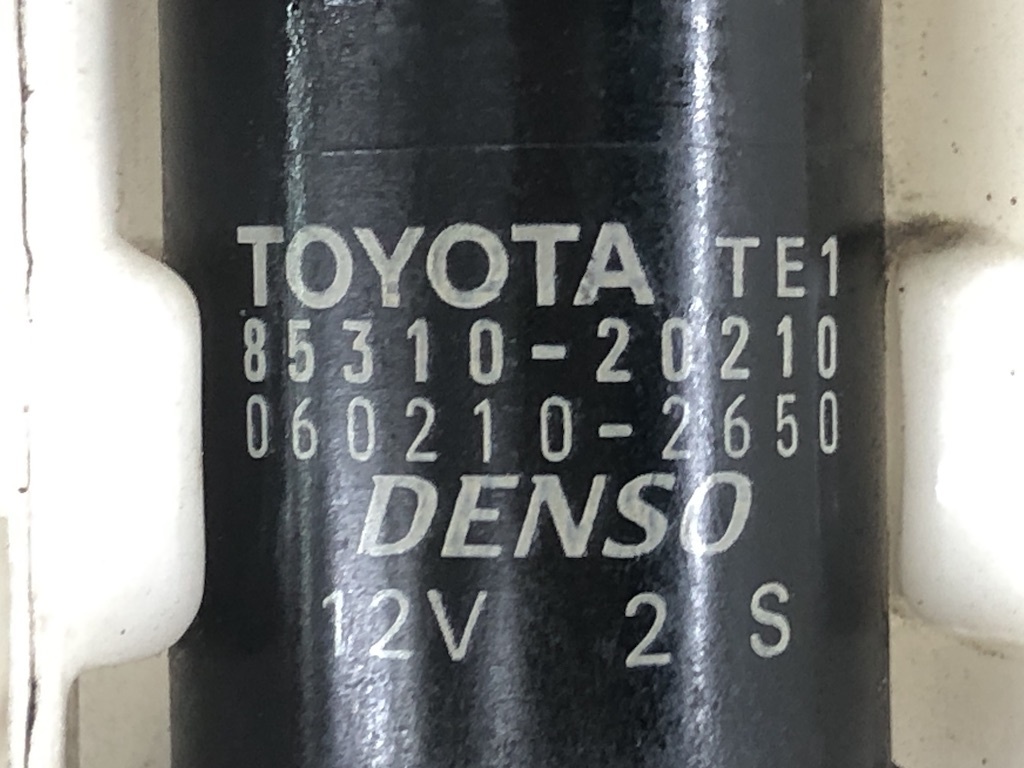 TOYOTA TE1
85310-20210
060210-2650
DENSO
12V 2 S